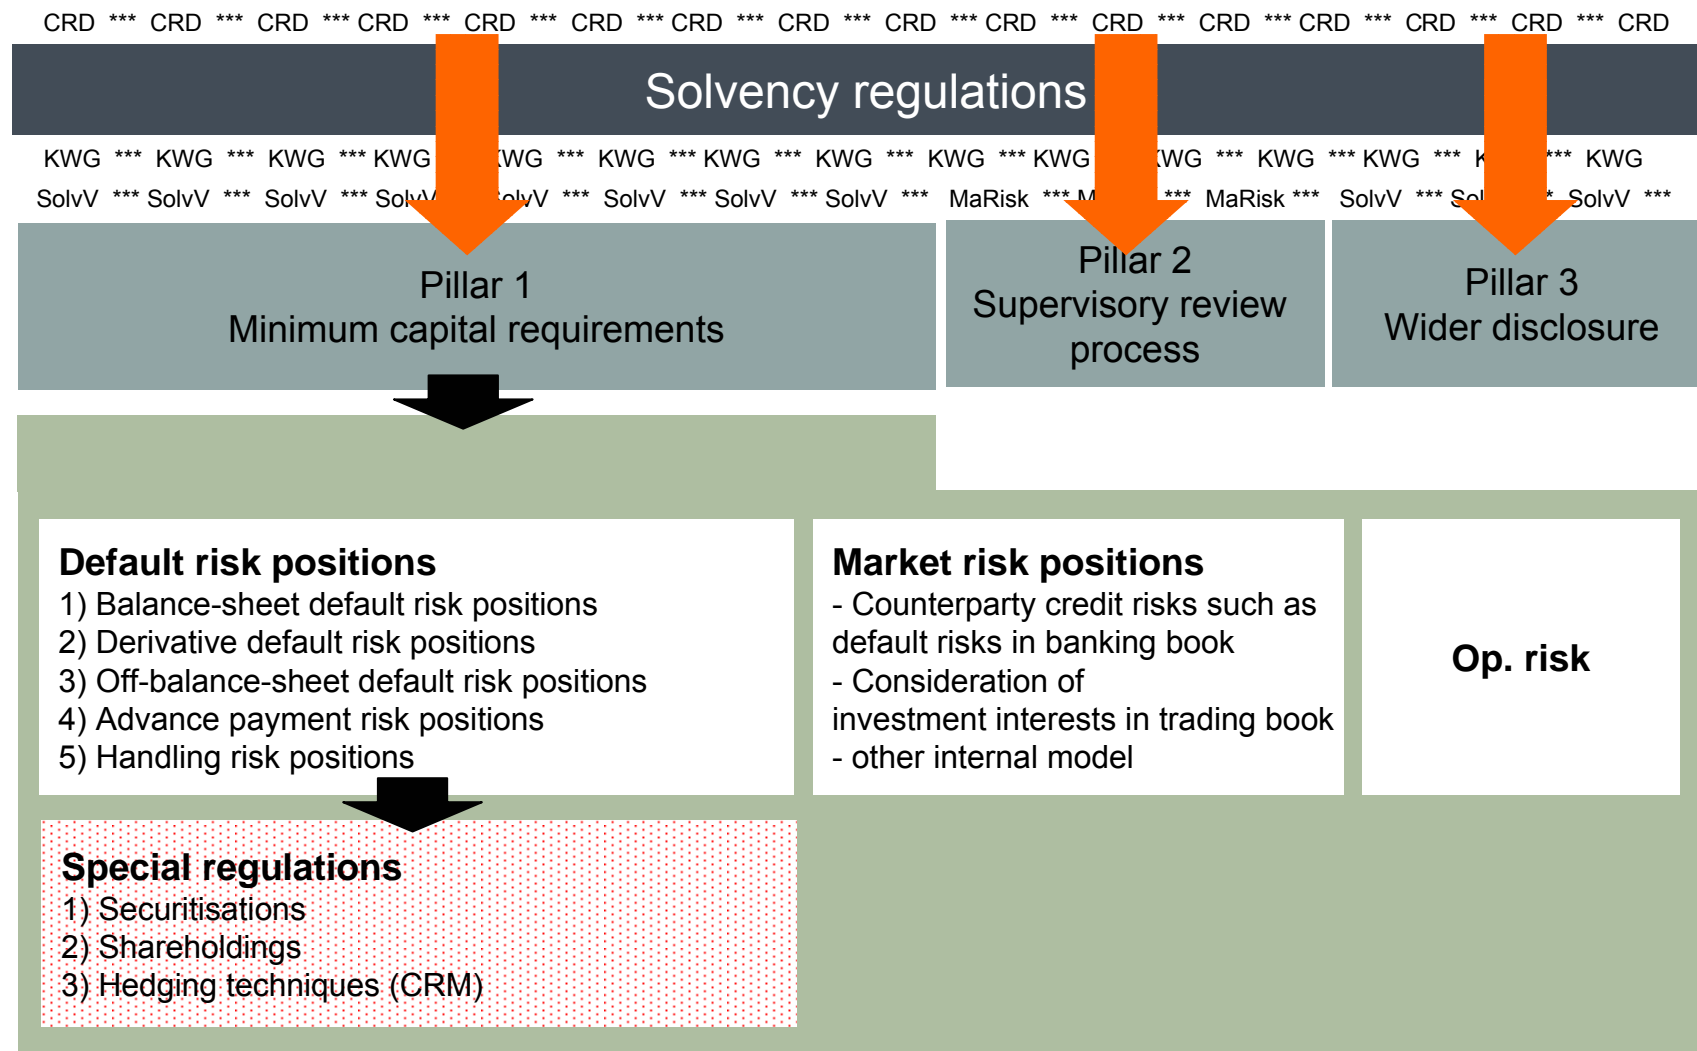 CRD *** CRD *** CRD *** CRD *** CRD *** CRD *** CRD *** CRD *** CRD *** CRD *** CRD *** CRD *** CRD *** CRD *** CRD *** CRD
Solvency regulations
KWG *** KWG *** KWG *** KWG WG *** KWG *** KWG *** KWG *** KWG *** KWG WG *** KWG *** KWG *** *** KWG
SolvV *** SolvV *** SolvV *** SolvV SolvV *** SolvV *** SolvV *** SolvV *** MaRisk *** *** MaRisk *** SolvV *** SolvV ***
Pillar 1
Minimum capital requirements
Pillar 2
Supervisory review
process
Pillar 3
Wider disclosure
Default risk positions
1) Balance-sheet default risk positions
2) Derivative default risk positions
3) Off-balance-sheet default risk positions
4) Advance payment risk positions
5) Handling risk positions
Market risk positions
- Counterparty credit risks such as
default risks in banking book
- Consideration of
investment interests in trading book
- other internal model
Op. risk
Special regulations
1) Securitisations
2) Shareholdings
3) Hedging techniques (CRM)